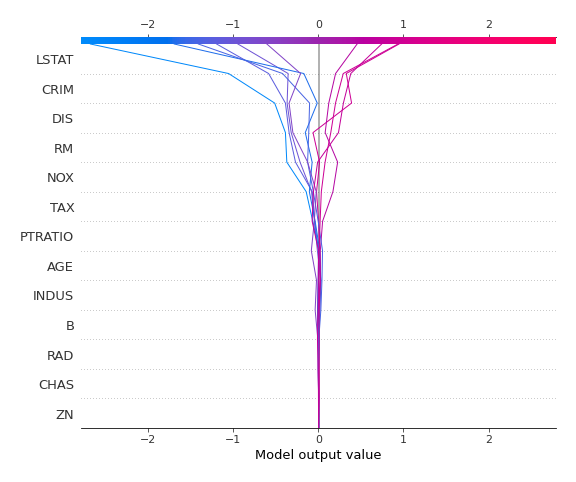 −2 −1 0 1 2
LSTAT
CRIM
DIS
RM
NOX
TAX
PTRATIO
AGE
INDUS
B
RAD
CHAS
ZN
−2 −1 0 1 2
Model output value